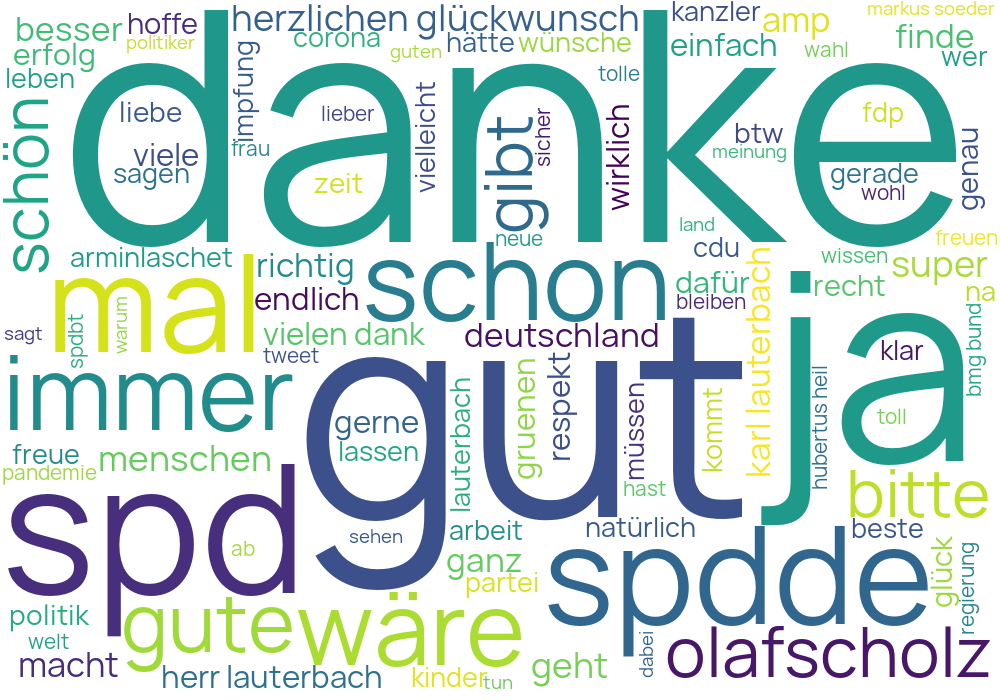 besser
hoffe
herzlichen glückwunsch
kanzler
amp
markus soeder
politiker
corona
guten
hätte
wünsche
einfach
wahl
finde
erfolg
wer
leben
tolle
danke
schön
impfung
liebe
lieber
vielleicht
gibt
sicher
wirklich
btw
fdp
genau
viele
frau
meinung
sagen
zeit
gerade
wohl
neue
land
cdu
freuen
arminlaschet
richtig
schon
dafür
wissen
super
mal
endlich
bleiben
recht
na
sagt
spdbt
warum
vielen dank
deutschland
karl lauterbach
ja
klar
bmg bund
tweet
immer
gut
gruenen
respekt
müssen
kommt
hubertus heil
lauterbach
gerne
toll
lassen
freue
menschen
pandemie
spd
hast
bitte
ab
sehen
arbeit
natürlich
beste
ganz
spdde
glück
regierung
partei
politik
gute
wäre
welt
dabei
olafscholz
macht
herr lauterbach
kinder
tun
geht